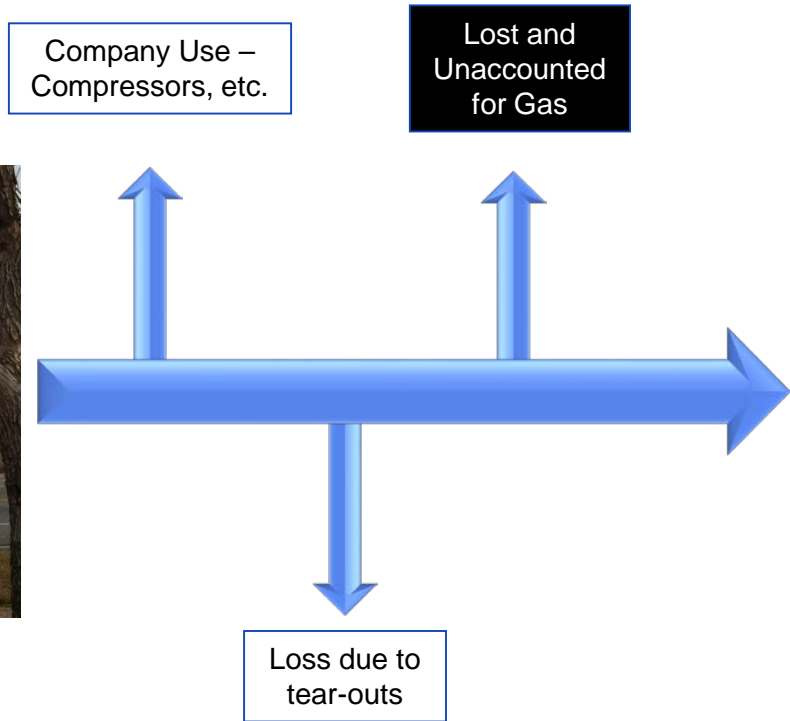 Company Use –
Compressors, etc.
Lost and
Unaccounted
for Gas
Loss due to
tear-outs